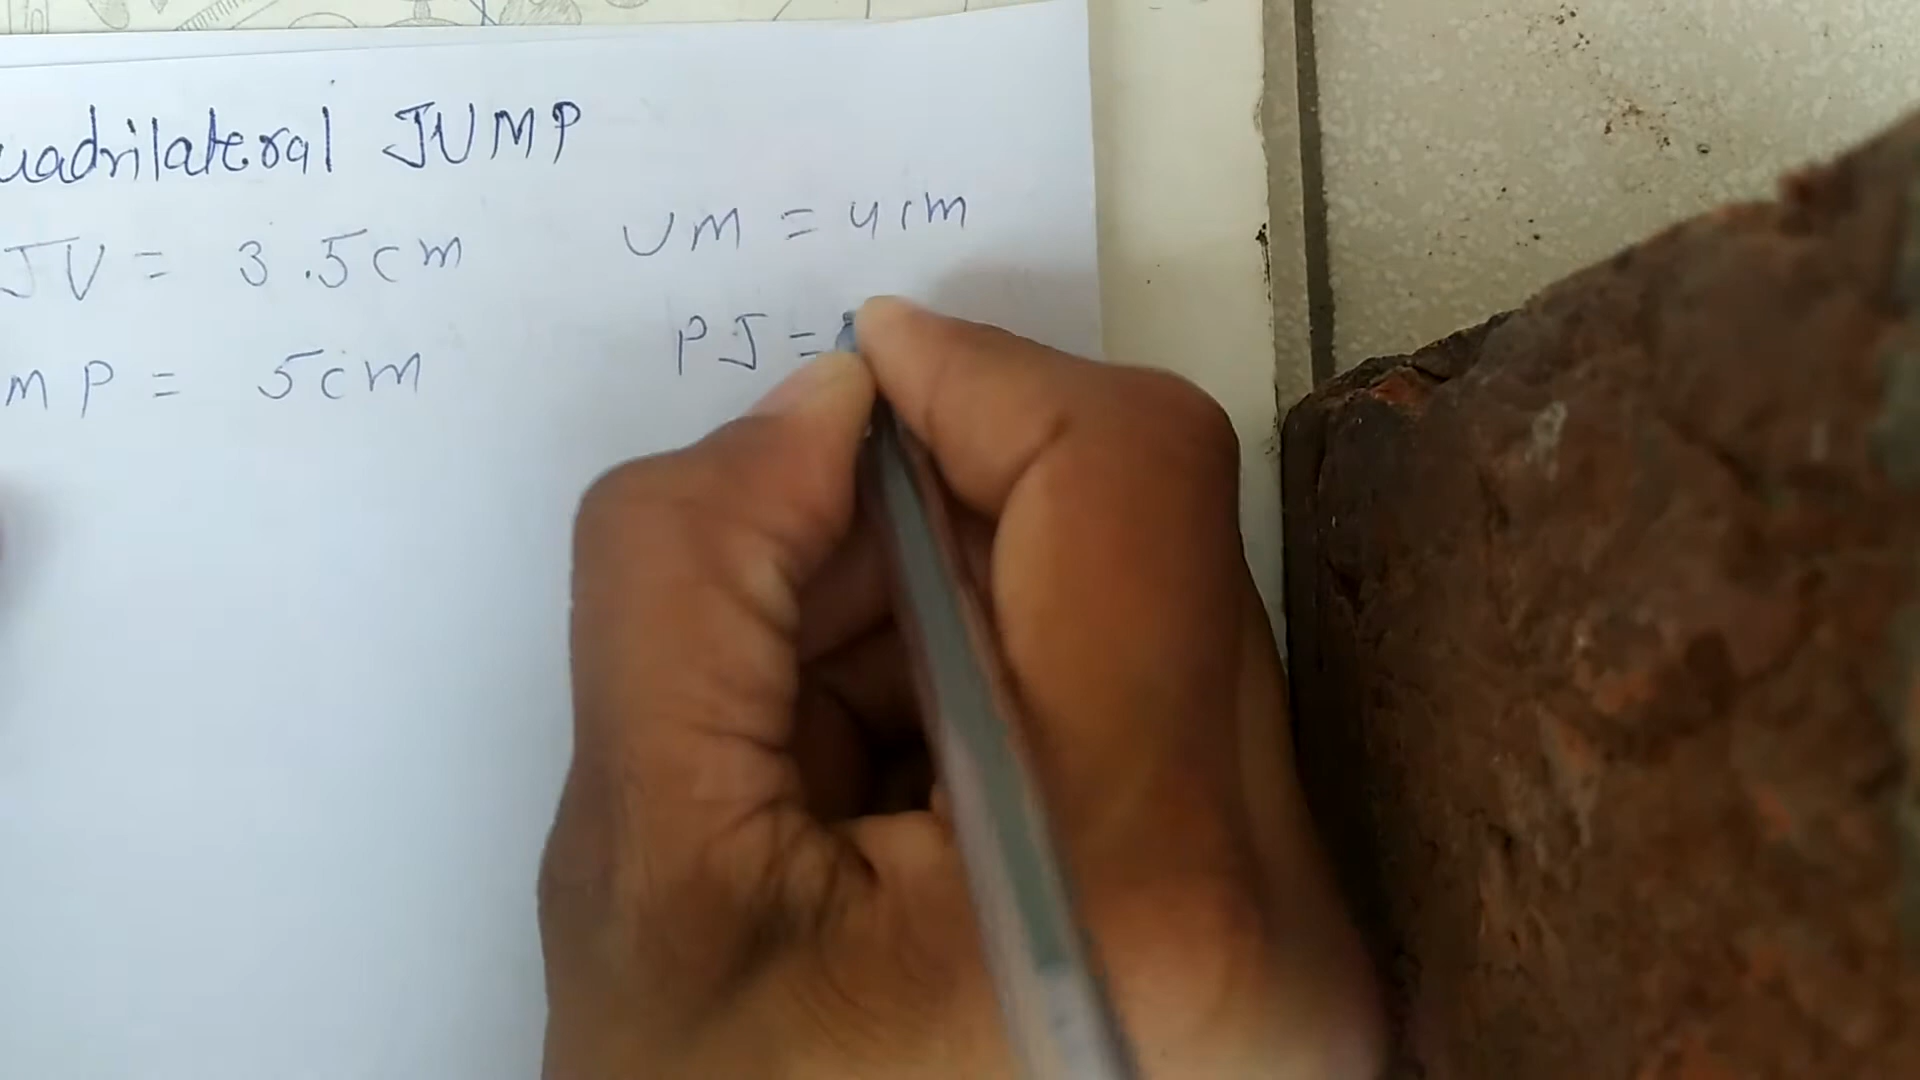 uadrilateral JUMP
JU = 3.5cm UM = 4cm
MP = 5cm PJ =